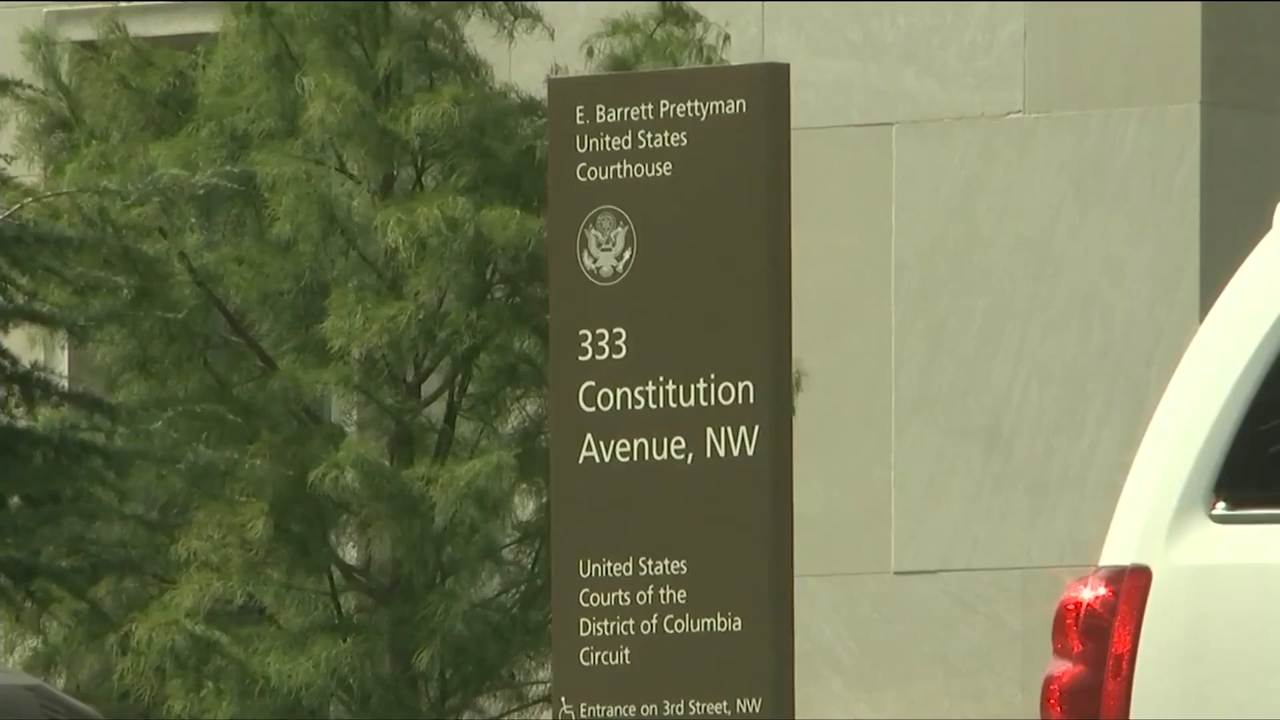 E. Barrett Prettyman
United States
Courthouse
333
Constitution
Avenue, NW
United States
Courts of the
District of Columbia
Circuit
Entrance on 3rd Street, NW